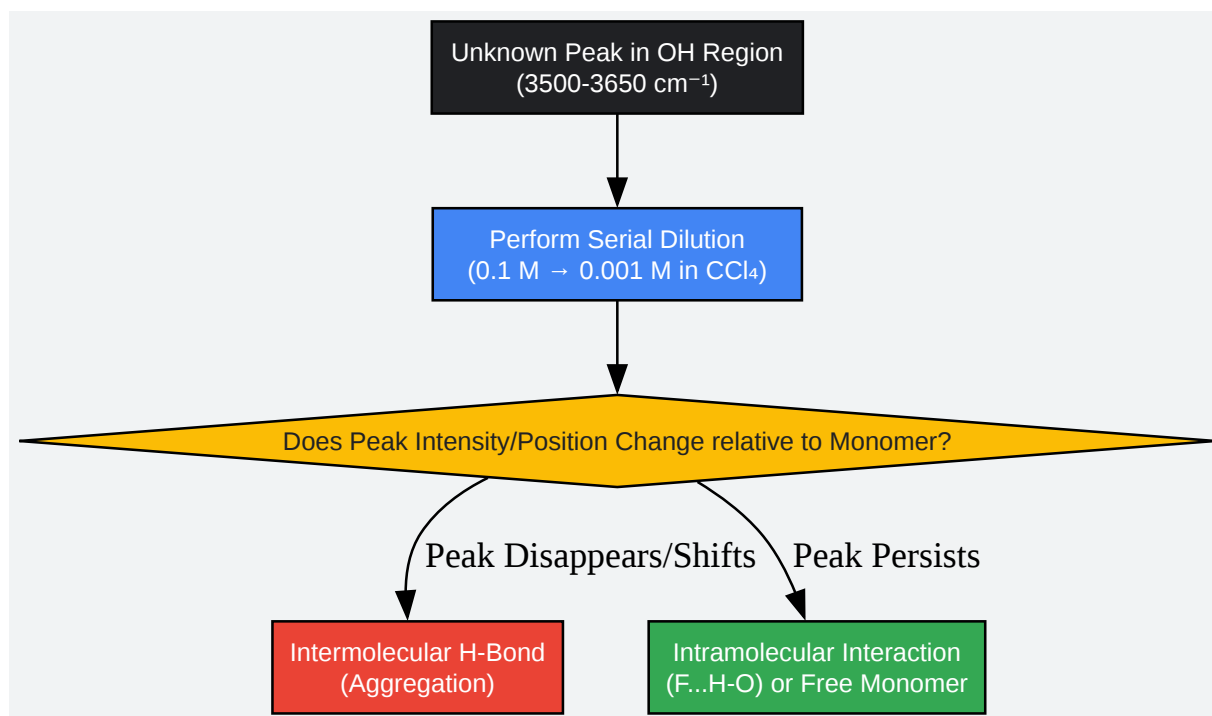 Unknown Peak in OH Region
(3500-3650 cm⁻¹)
Perform Serial Dilution
(0.1 M → 0.001 M in CCl₄)
Does Peak Intensity/Position Change relative to Monomer?
Peak Disappears/Shifts
Peak Persists
Intermolecular H-Bond
(Aggregation)
Intramolecular Interaction
(F...H-O) or Free Monomer